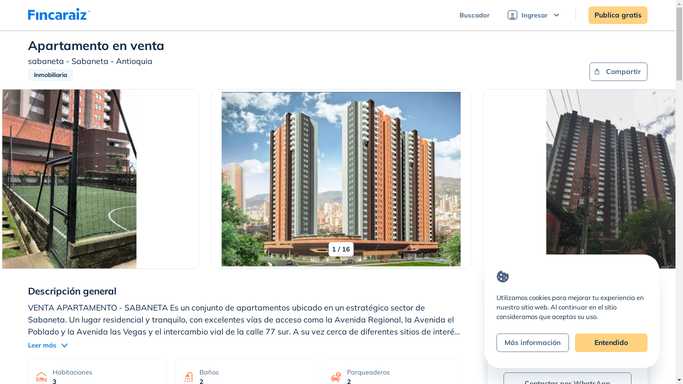 Fincaraiz
Buscador
Ingresar
Publica gratis
Apartamento en venta
sabaneta - Sabaneta - Antioquia
Inmobiliaria
Compartir
1 / 16
Descripción general
VENTA APARTAMENTO - SABANETA Es un conjunto de apartamentos ubicado en un estratégico sector de
Sabaneta. Un lugar residencial y tranquilo, con excelentes vías de acceso como la Avenida Regional, la Avenida el
Poblado y la Avenida las Vegas y el intercambio vial de la calle 77 sur. A su vez cerca de diferentes sitios de interé...
Leer más
Habitaciones
3
Baños
2
Parqueaderos
2
Utilizamos cookies para mejorar tu experiencia en
nuestro sitio web. Al continuar en el sitio
consideramos que aceptas su uso.
Más información
Entendido
Contactar por WhatsApp